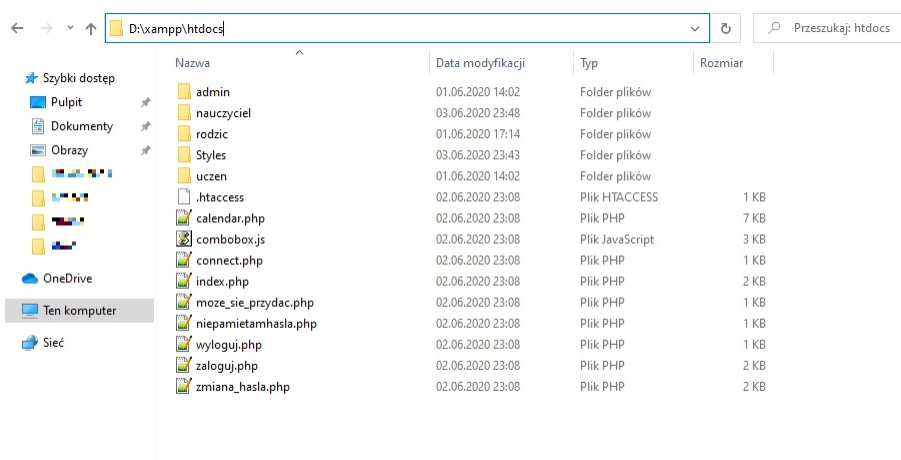 D:\xampp\htdocs
Przeszukaj: htdocs
Szybki dostęp
Pulpit
Dokumenty
Obrazy
OneDrive
Ten komputer
Sieć
Nazwa Data modyfikacji Typ Rozmiar
admin 01.06.2020 14:02 Folder plików
nauczyciel 03.06.2020 23:48 Folder plików
rodzic 01.06.2020 17:14 Folder plików
Styles 03.06.2020 23:43 Folder plików
uczen 01.06.2020 14:02 Folder plików
.htaccess 02.06.2020 23:08 Plik HTACCESS 1 KB
calendar.php 02.06.2020 23:08 Plik PHP 7 KB
combobox.js 02.06.2020 23:08 Plik JavaScript 3 KB
connect.php 02.06.2020 23:08 Plik PHP 1 KB
index.php 02.06.2020 23:08 Plik PHP 2 KB
moze_sie_przydac.php 02.06.2020 23:08 Plik PHP 1 KB
niepamietamhasla.php 02.06.2020 23:08 Plik PHP 1 KB
wyloguj.php 02.06.2020 23:08 Plik PHP 1 KB
zaloguj.php 02.06.2020 23:08 Plik PHP 2 KB
zmiana_hasla.php 02.06.2020 23:08 Plik PHP 2 KB